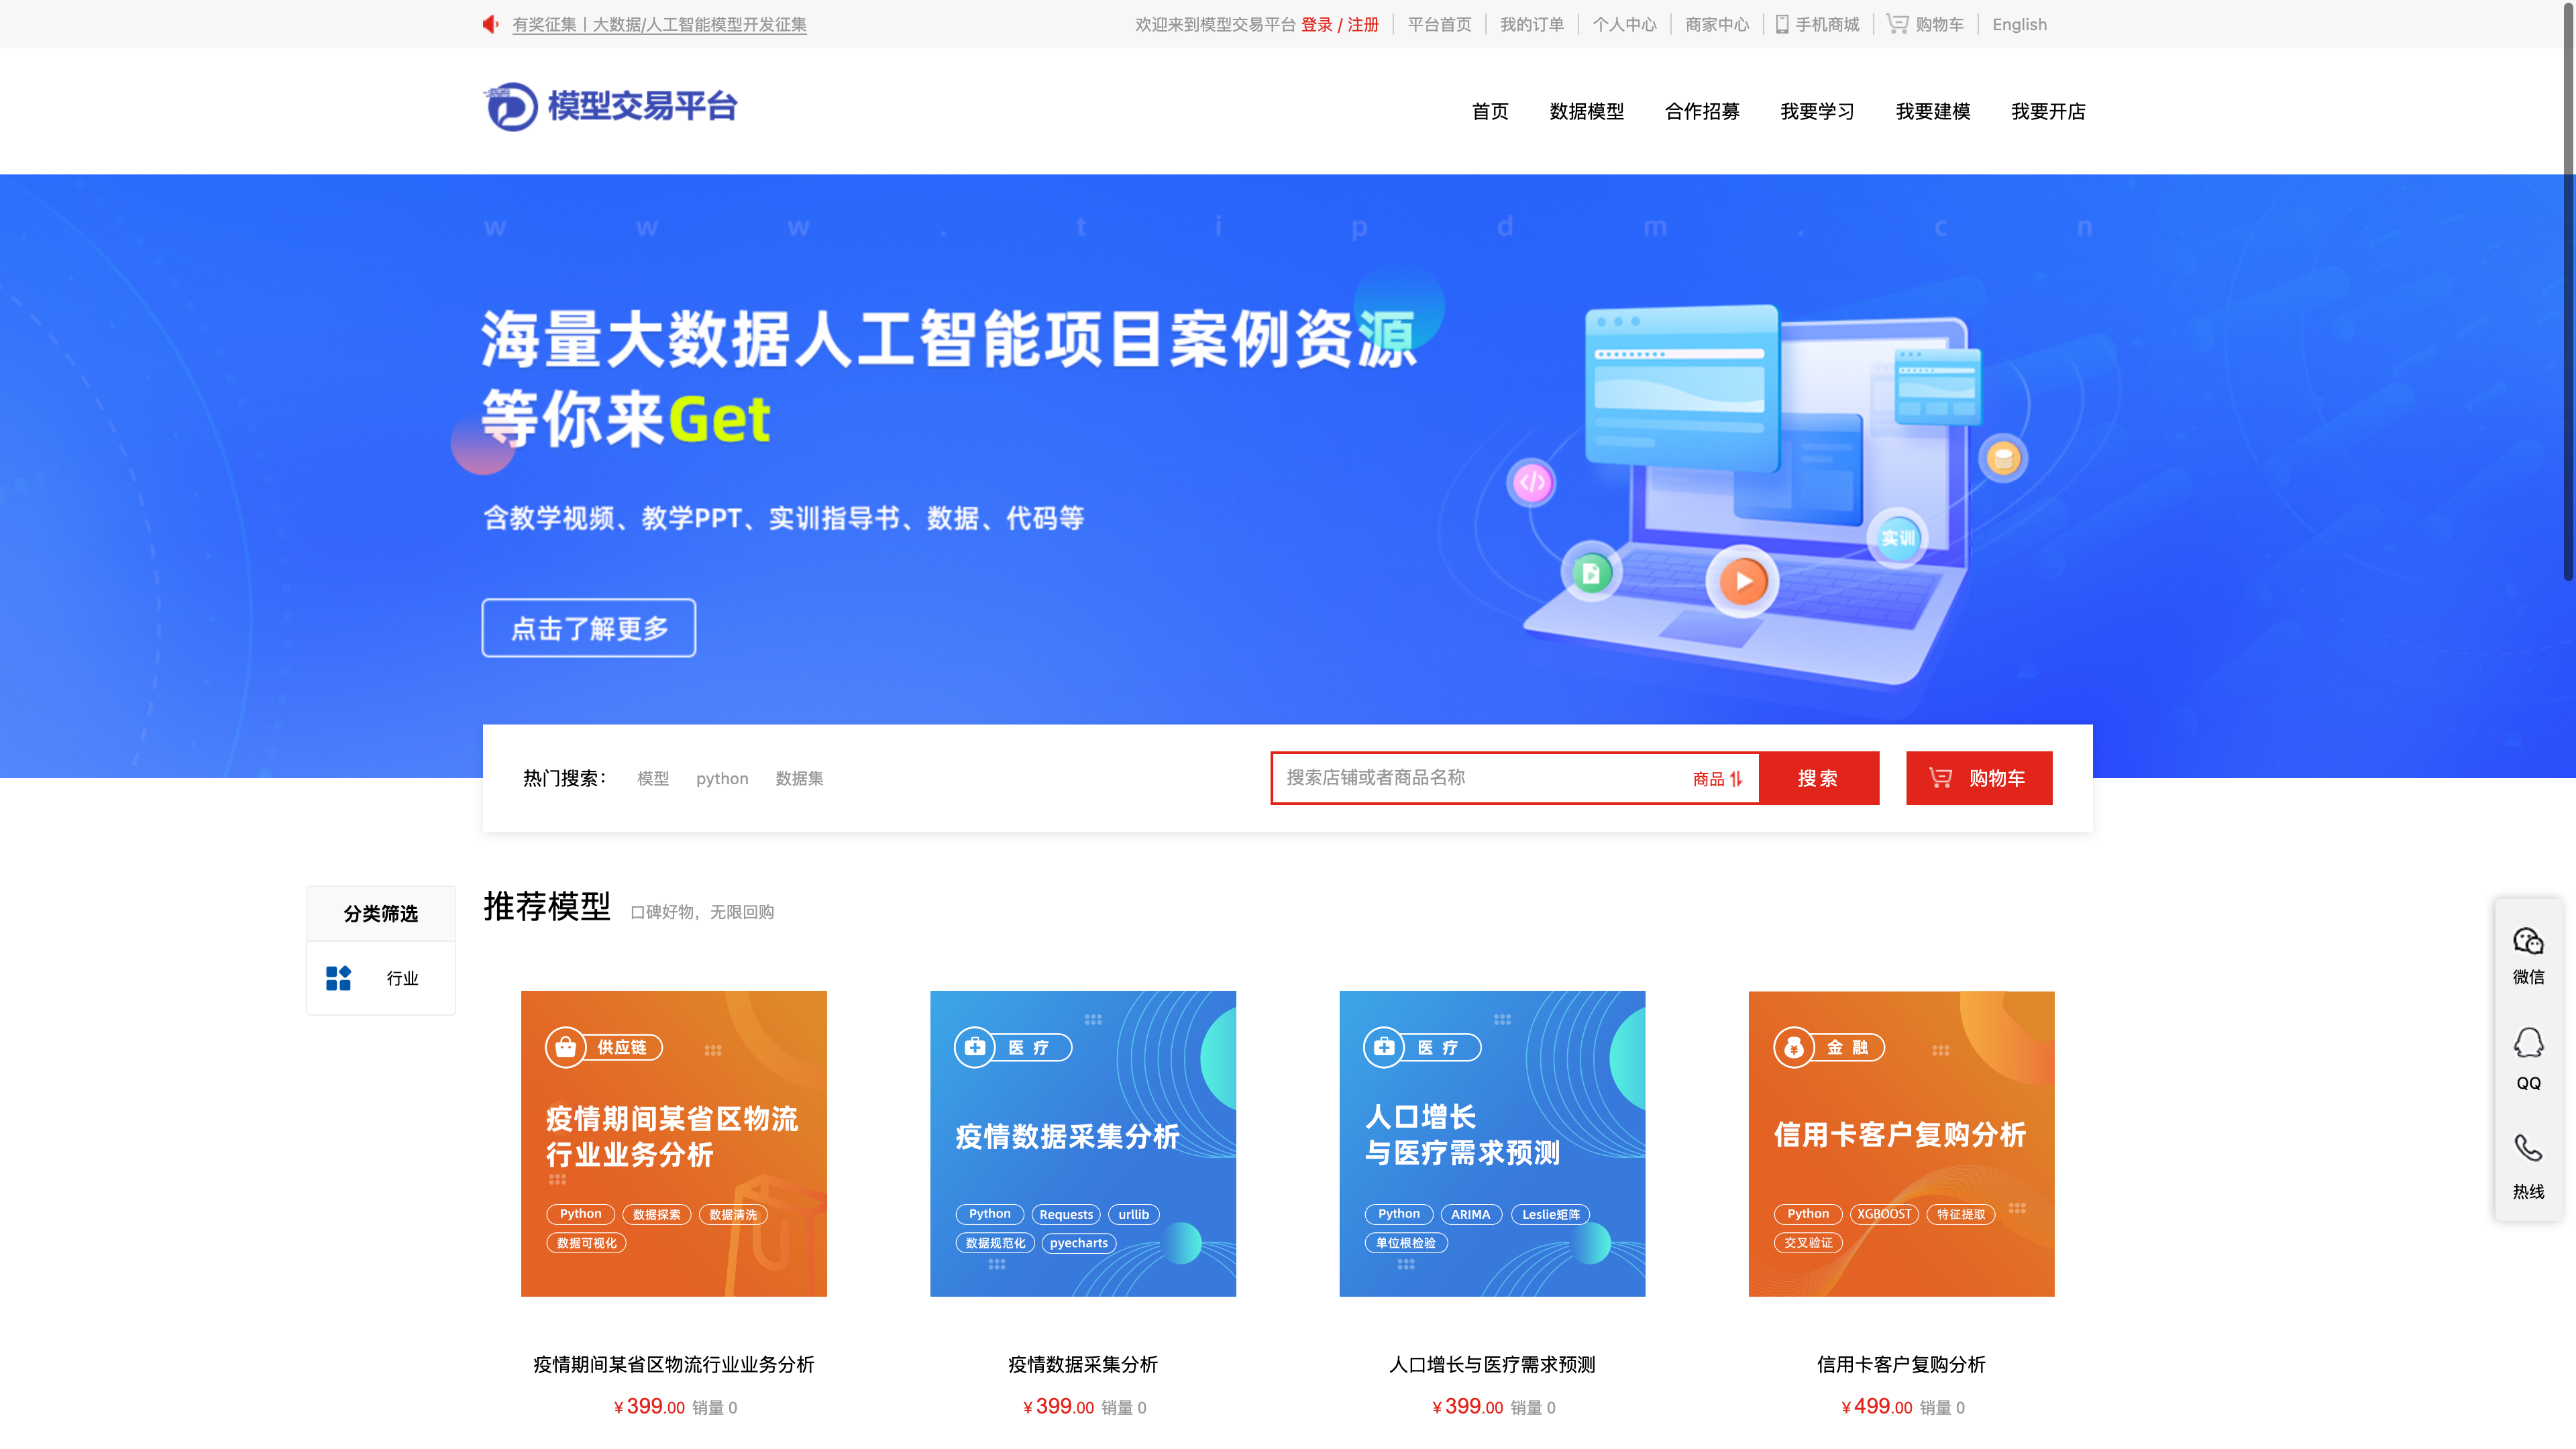 有奖征集丨大数据/人工智能模型开发征集
欢迎来到模型交易平台 登录 / 注册 平台首页 我的订单 个人中心 商家中心 手机商城 购物车 English
模型交易平台
首页 数据模型 合作招募 我要学习 我要建模 我要开店
w w w . t i p d m . c n
海量大数据人工智能项目案例资源
等你来Get
含教学视频、教学PPT、实训指导书、数据、代码等
实训
点击了解更多
热门搜索： 模型 python 数据集
搜索店铺或者商品名称 商品 搜索 购物车
分类筛选
行业
推荐模型 口碑好物，无限回购
供应链
疫情期间某省区物流
行业业务分析
Python 数据探索 数据清洗
数据可视化
疫情期间某省区物流行业业务分析
¥399.00 销量 0
医疗
疫情数据采集分析
Python Requests urllib
数据规范化 pyecharts
疫情数据采集分析
¥399.00 销量 0
医疗
人口增长
与医疗需求预测
Python ARIMA Leslie矩阵
单位根检验
人口增长与医疗需求预测
¥399.00 销量 0
金融
信用卡客户复购分析
Python XGBOOST 特征提取
交叉验证
信用卡客户复购分析
¥499.00 销量 0
微信
QQ
热线